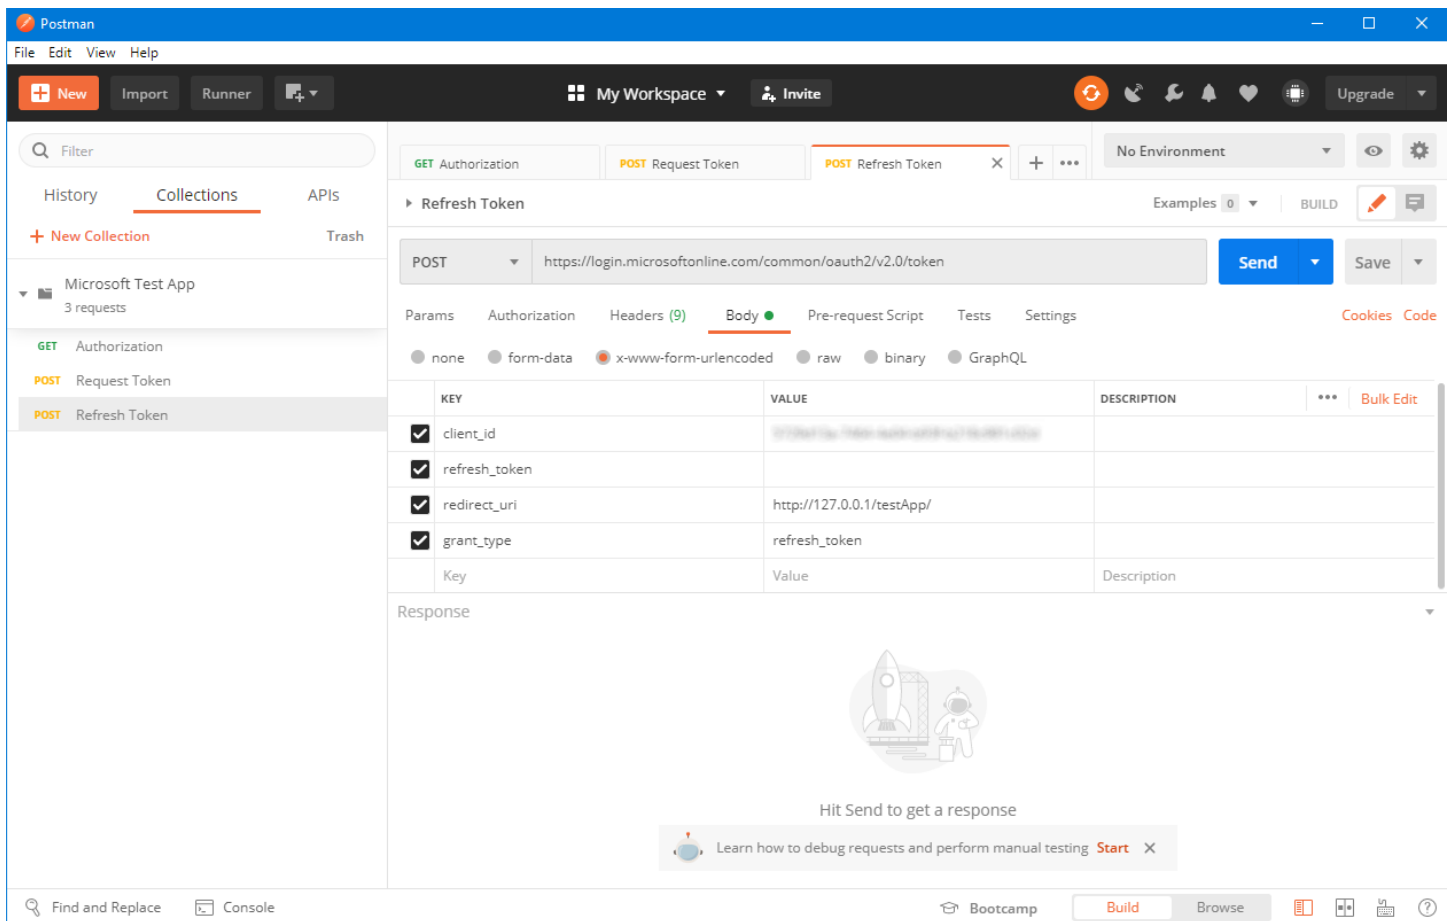 Postman
File Edit View Help
New Import Runner My Workspace Invite Upgrade
Filter
History Collections APIs
+ New Collection Trash
Microsoft Test App
3 requests
GET Authorization
POST Request Token
POST Refresh Token
GET Authorization POST Request Token POST Refresh Token No Environment
Refresh Token Examples 0 BUILD
POST https://login.microsoftonline.com/common/oauth2/v2.0/token Send Save
Params Authorization Headers (9) Body Pre-request Script Tests Settings Cookies Code
none form-data x-www-form-urlencoded raw binary GraphQL
KEY VALUE DESCRIPTION Bulk Edit
client_id
refresh_token
redirect_uri http://127.0.0.1/testApp/
grant_type refresh_token
Key Value Description
Response
Hit Send to get a response
Learn how to debug requests and perform manual testing Start
Find and Replace Console Bootcamp Build Browse